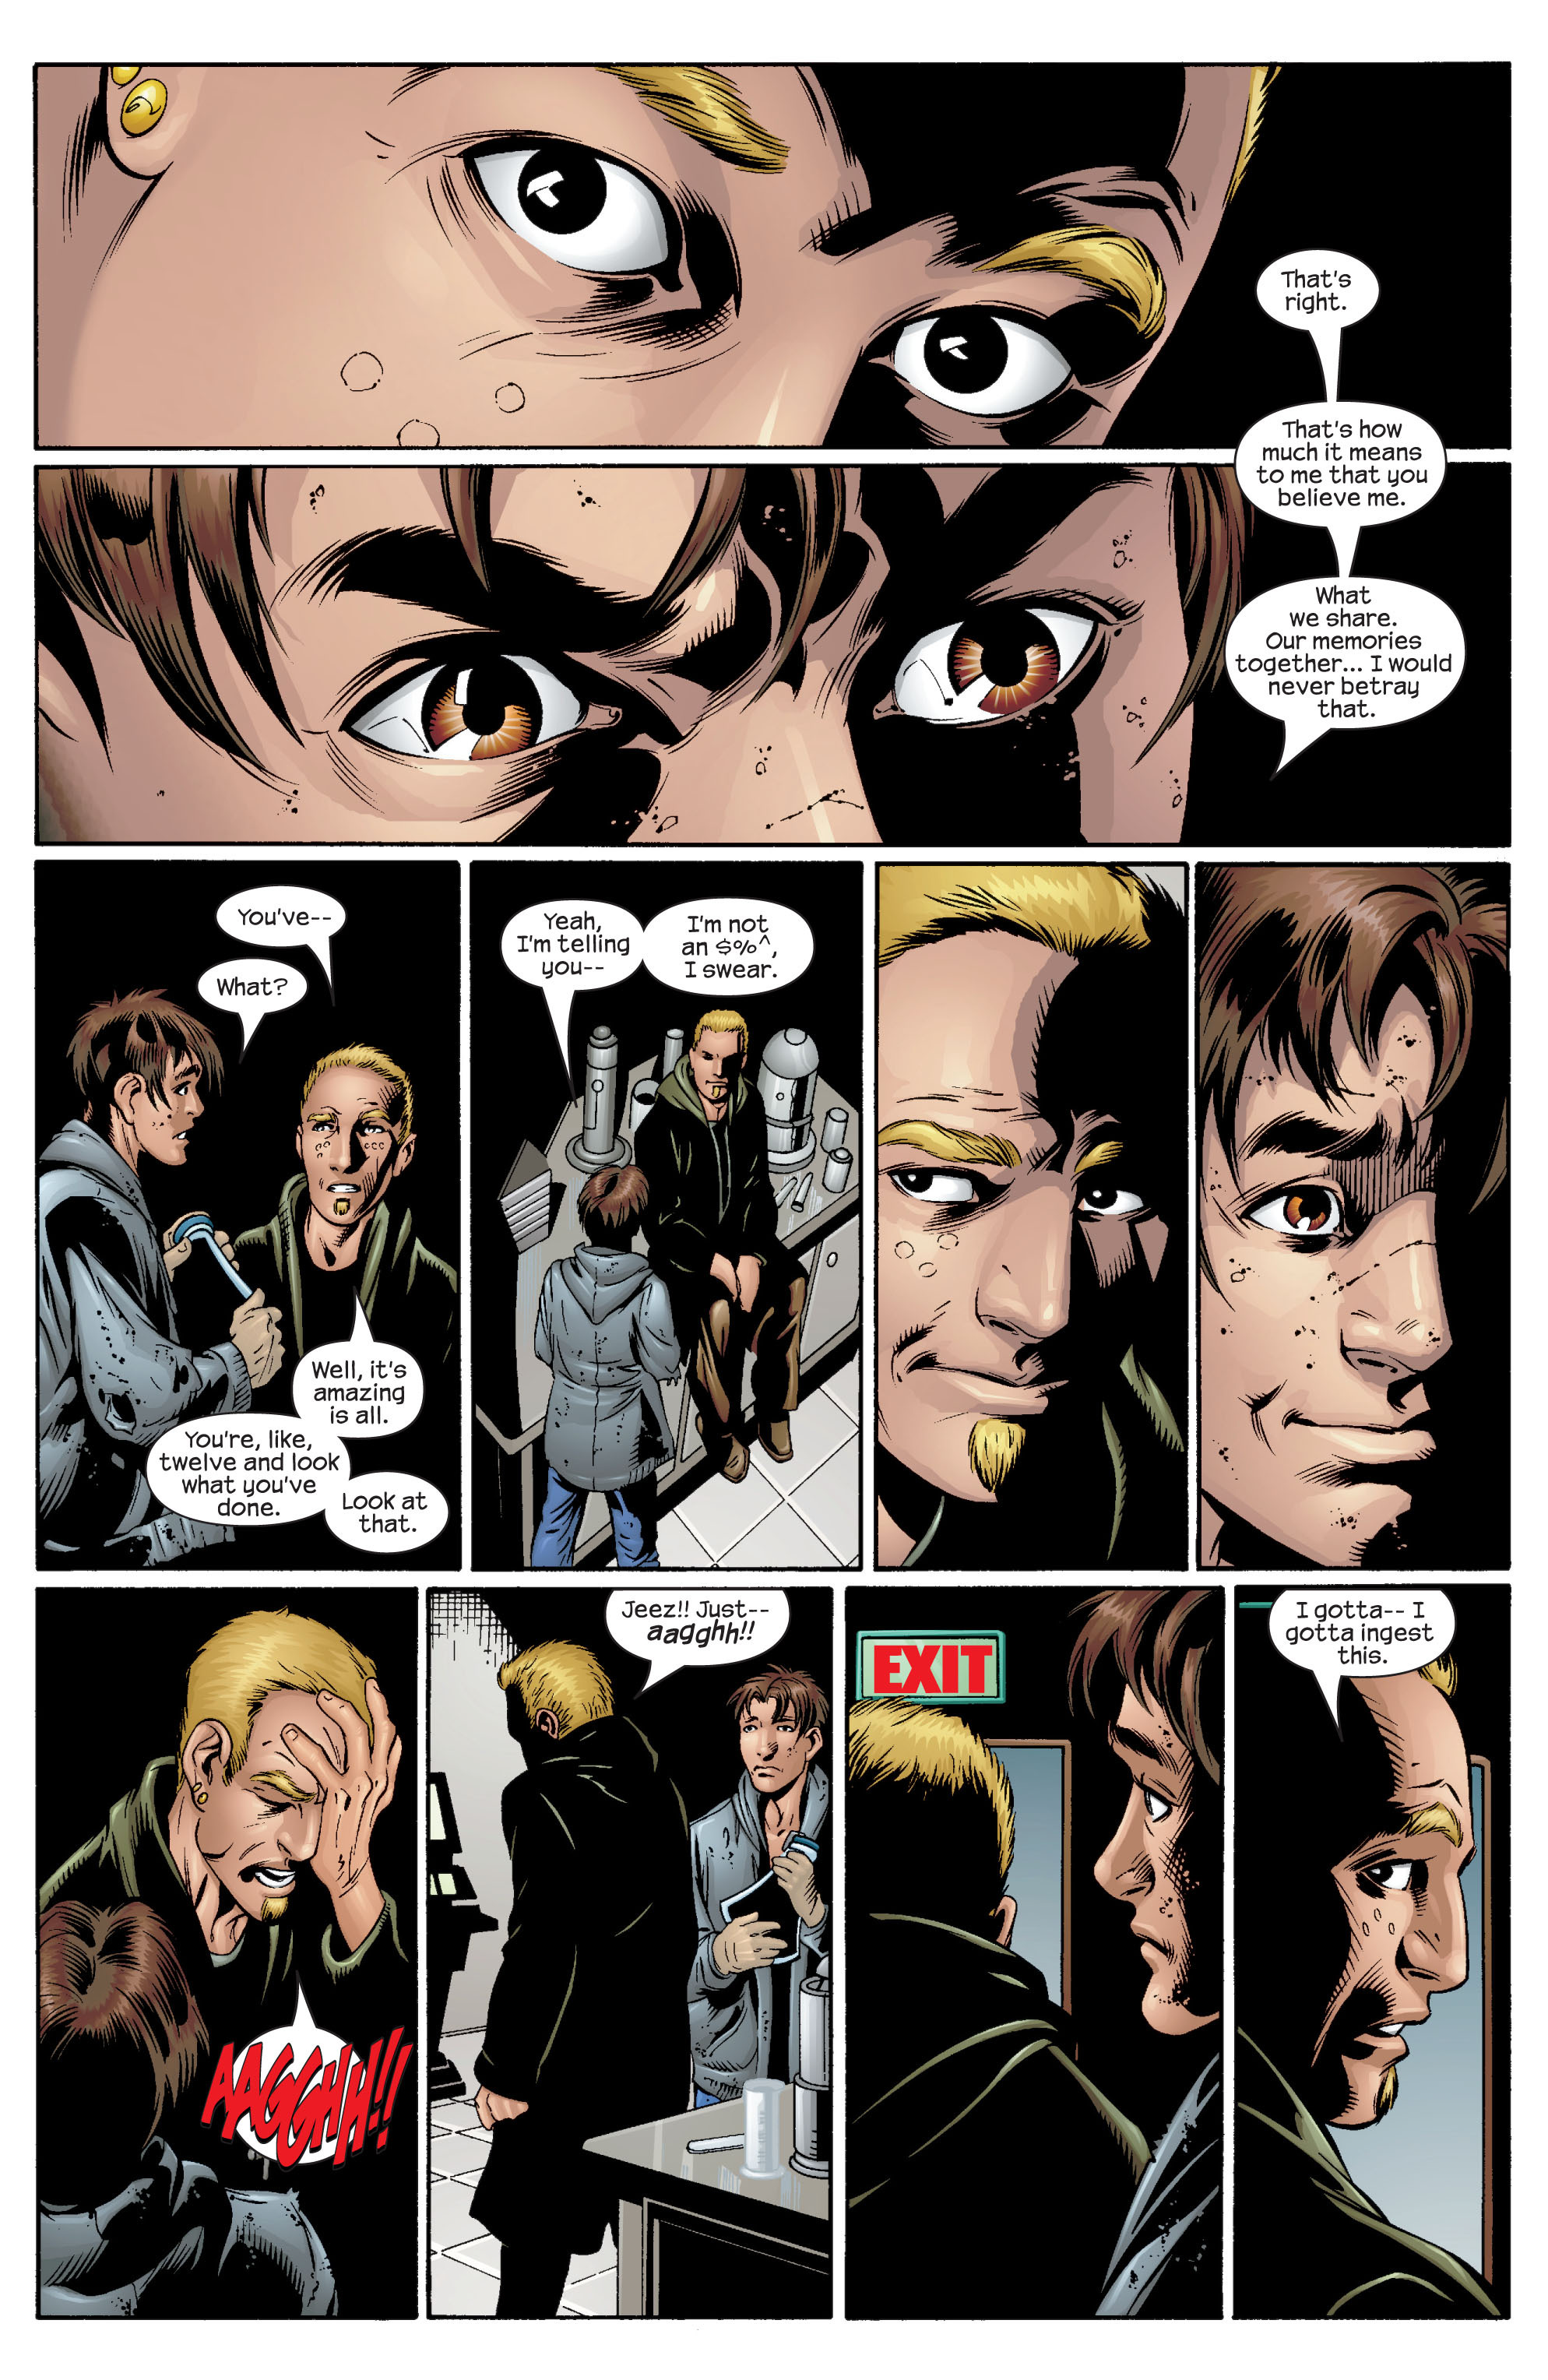 That's
right.
That's how
much it means
to me that you
believe me.
What
we share.
Our memories
together... I would
never betray
that.
You've--
What?
Well, it's
amazing
is all.
You're, like,
twelve and look
what you've
done.
Look at
that.
Yeah,
I'm telling
you--
I'm not
an $%^,
I swear.
AAGGHH!!
Jeez!! Just--
aagghh!!
EXIT
I gotta-- I
gotta ingest
this.